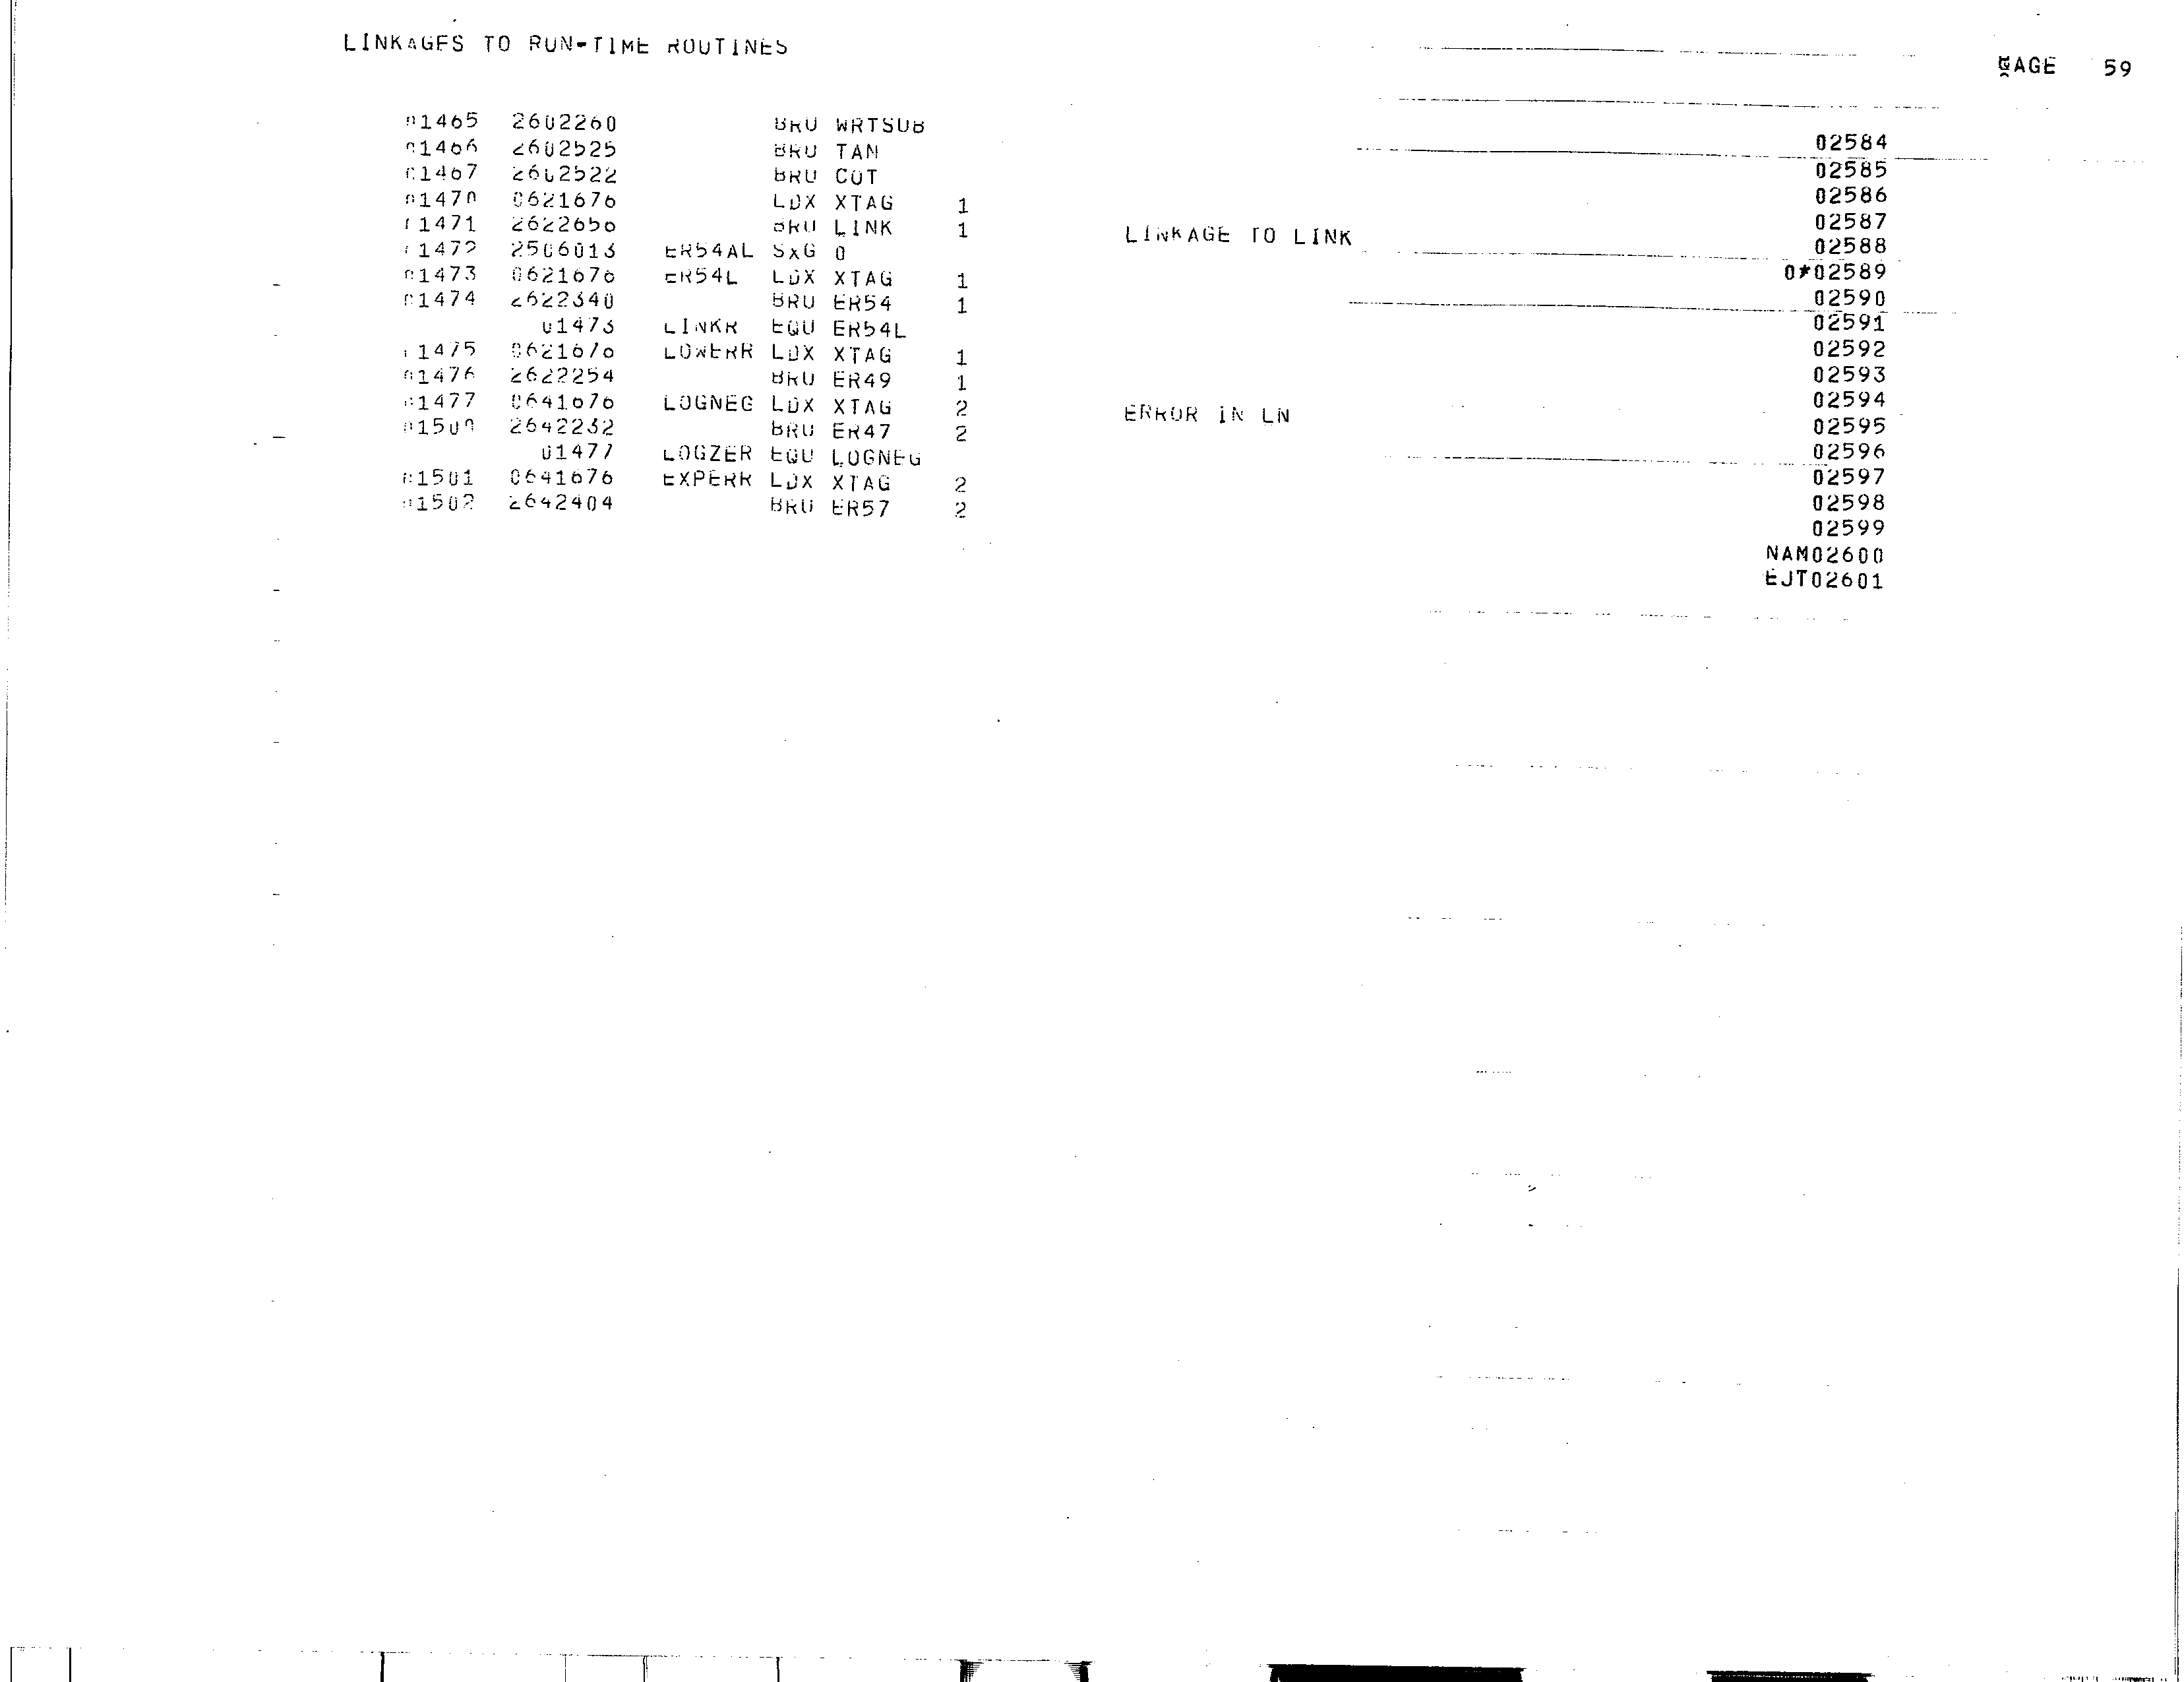 LINKAGES TO RUN-TIME ROUTINES PAGE 59
01465 2602260 BRU WRTSUB 02584
01466 2602525 BRU TAN 02585
01467 2602522 BRU COT 02586
01470 0621676 LDX XTAG 1 02587
01471 2622656 BRU LINK 1 LINKAGE TO LINK 02588
01472 2506013 ER54AL SXG 0 0*02589
01473 0621676 ER54L LDX XTAG 1 02590
01474 2622340 BRU ER54 1 02591
01473 LINKR EQU ER54L 02592
01475 0621676 LOWERR LDX XTAG 1 02593
01476 2622254 BRU ER49 1 02594
01477 0641676 LOGNEG LDX XTAG 2 ERROR IN LN 02595
01500 2642232 BRU ER47 2 02596
01477 LOGZER EQU LOGNEG 02597
01501 0641676 EXPERR LDX XTAG 2 02598
01502 2642404 BRU ER57 2 02599
NAM02600
EJT02601